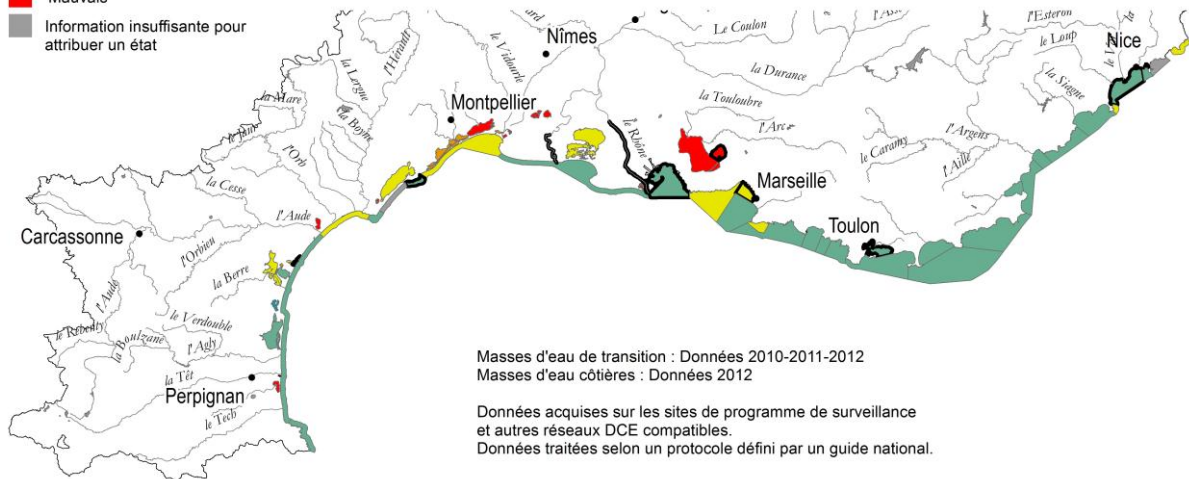 Mauvais
Information insuffisante pour
attribuer un état
Nîmes
Le Coulon
l'Esteron
le Loup
Nice
la Durance
la Siagne
le Vidourle
l'Hérault
la Lergue
Montpellier
la Touloubre
la Mare
la Boyne
l'Arc
le Jaur
le Rhône
l'Argens
le Caramy
l'Aille
l'Orb
Marseille
la Cesse
Toulon
l'Aude
Carcassonne
l'Orbieu
la Berre
l'Aude
le Verdouble
le Rébenty
la Boulzane
l'Agly
la Têt
Perpignan
le Tech
Masses d'eau de transition : Données 2010-2011-2012
Masses d'eau côtières : Données 2012
Données acquises sur les sites de programme de surveillance
et autres réseaux DCE compatibles.
Données traitées selon un protocole défini par un guide national.